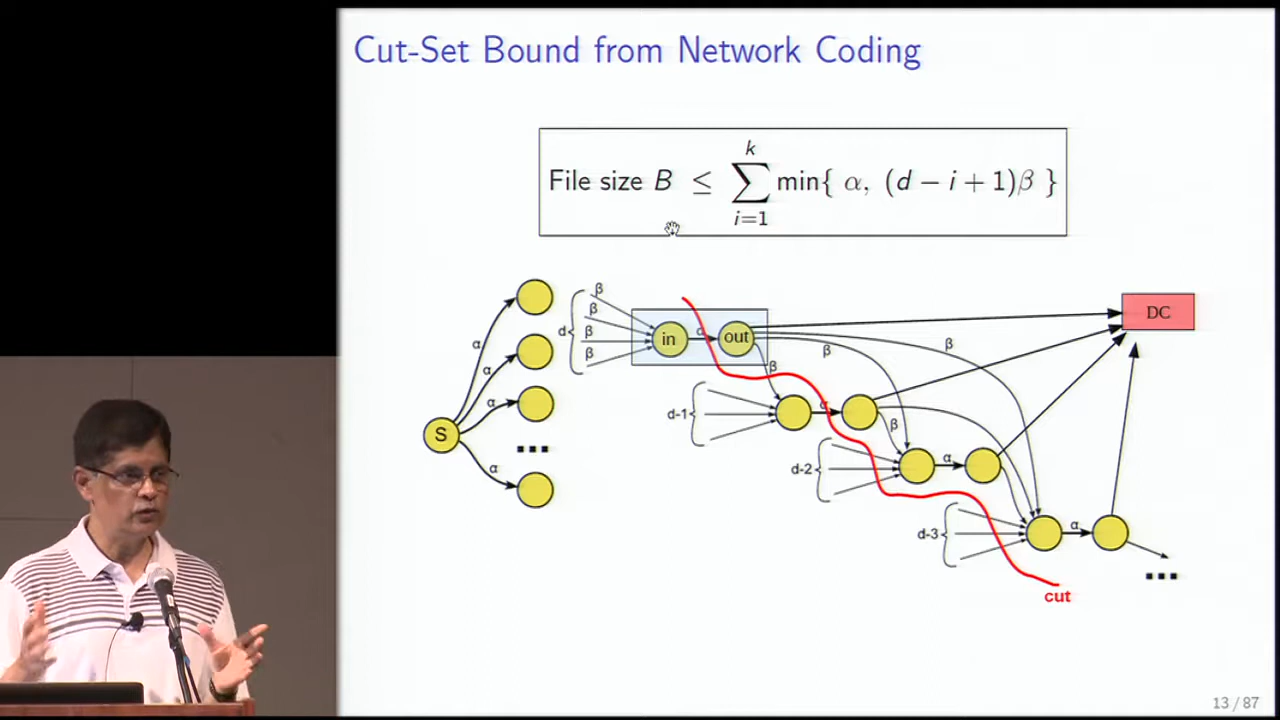 Cut-Set Bound from Network Coding
File size B ≤ ∑_{i=1}^{k} min{ α, (d − i + 1)β }
S
α
α
α
α
...
d
β
β
β
β
in
α
out
DC
β
β
β
d-1
α
β
d-2
α
d-3
α
...
cut
13 / 87